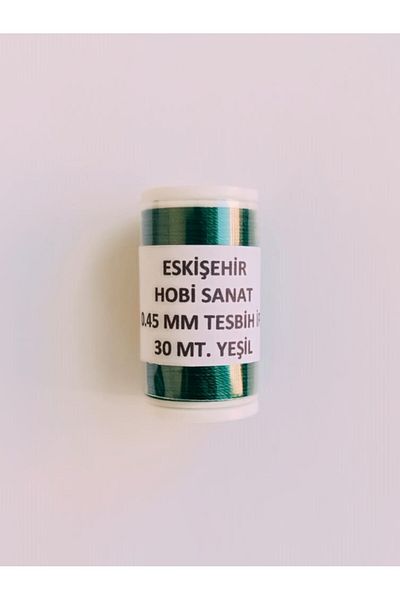 ESKİŞEHİR
HOBİ SANAT
0.45 MM TESBİH İP
30 MT. YEŞİL